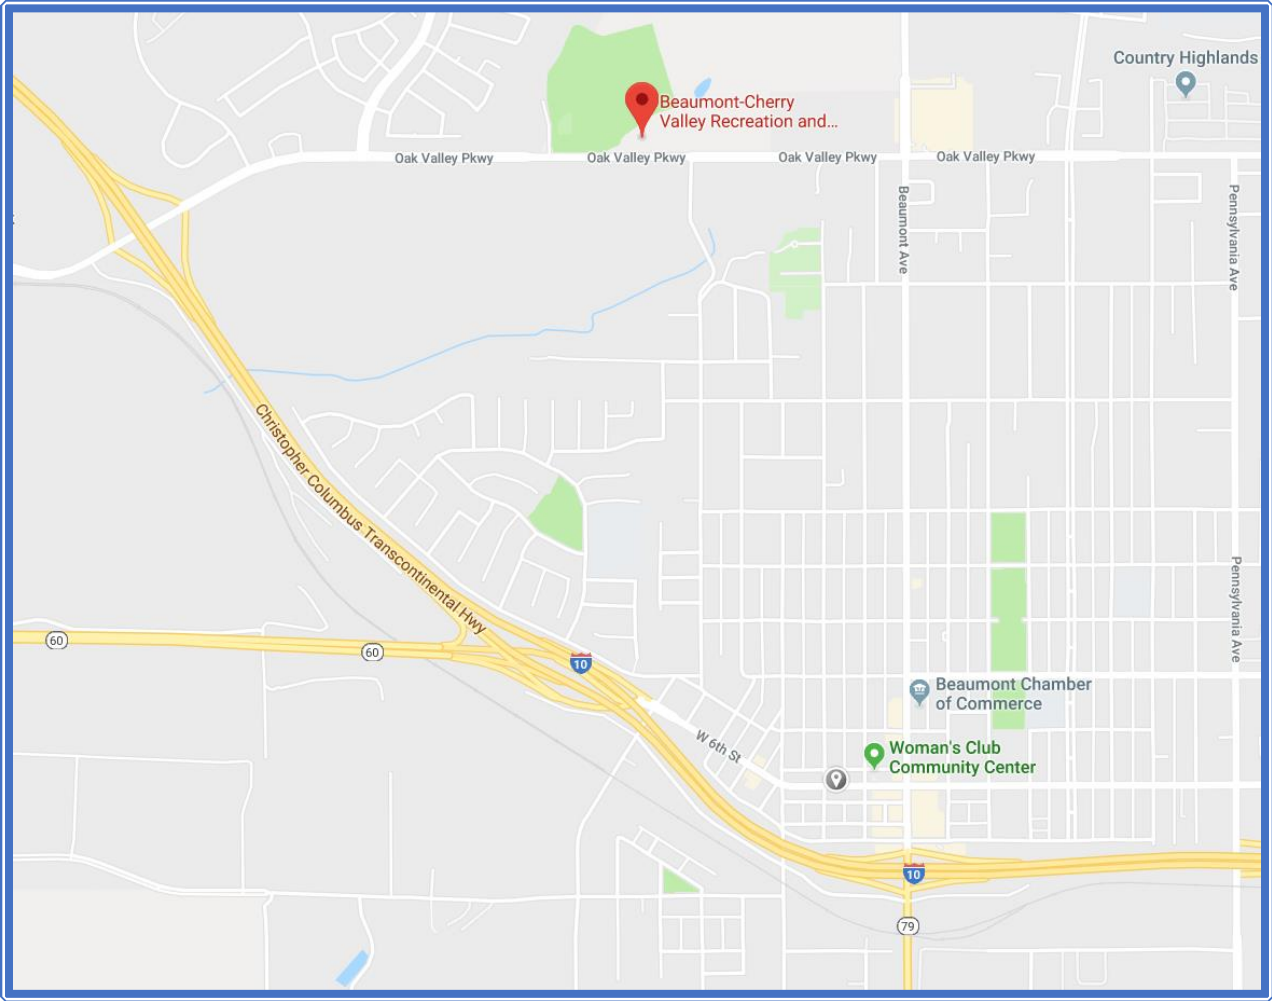 Country Highlands
Beaumont-Cherry
Valley Recreation and...
Oak Valley Pkwy
Oak Valley Pkwy
Oak Valley Pkwy
Oak Valley Pkwy
Beaumont Ave
Pennsylvania Ave
Christopher Columbus Transcontinental Hwy
Pennsylvania Ave
60
60
10
Beaumont Chamber
of Commerce
W 6th St
Woman's Club
Community Center
10
79